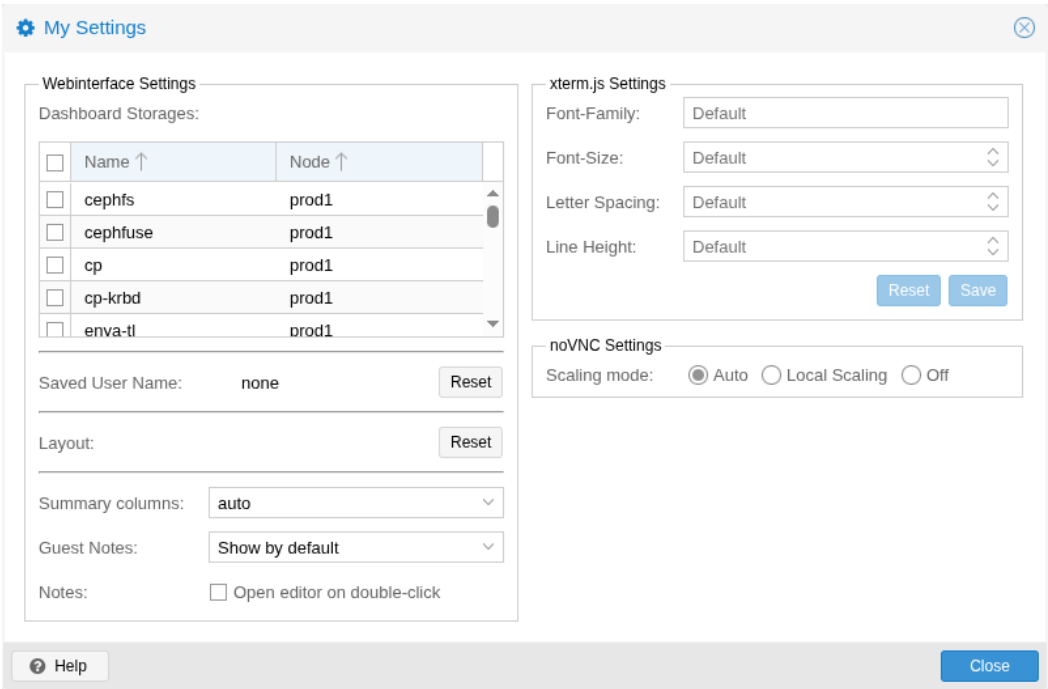 My Settings
Webinterface Settings
Dashboard Storages:
Name Node
cephfs prod1
cephfuse prod1
cp prod1
cp-krbd prod1
enva-tl prod1
Saved User Name: none Reset
Layout: Reset
Summary columns: auto
Guest Notes: Show by default
Notes: Open editor on double-click
xterm.js Settings
Font-Family: Default
Font-Size: Default
Letter Spacing: Default
Line Height: Default
Reset Save
noVNC Settings
Scaling mode: Auto Local Scaling Off
Help Close